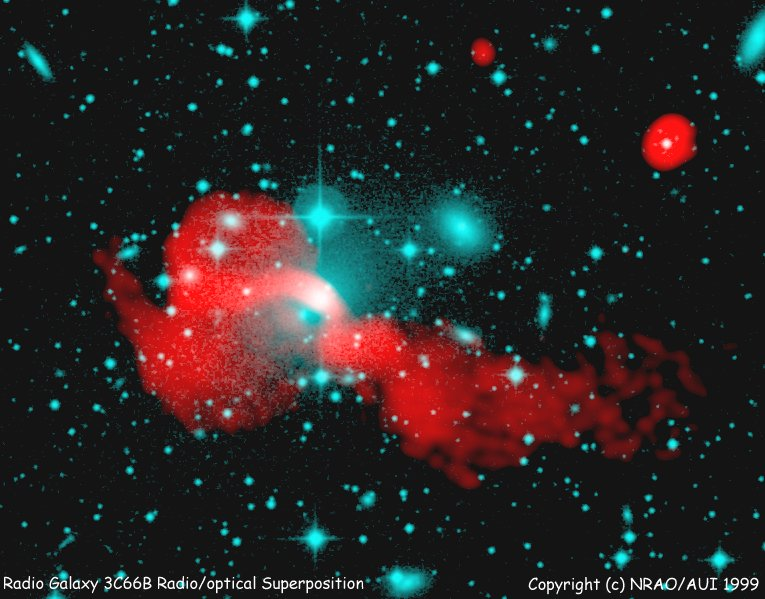 Radio Galaxy 3C66B Radio/optical Superposition
Copyright (c) NRAO/AUI 1999